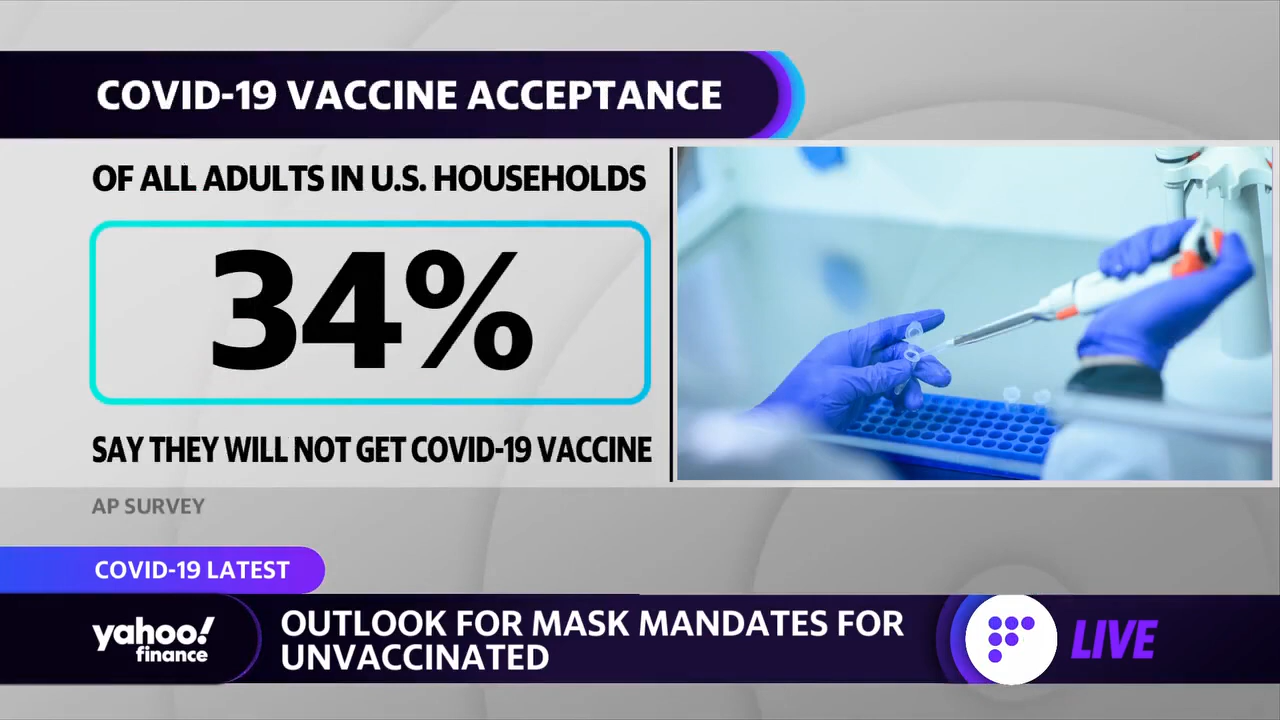 COVID-19 VACCINE ACCEPTANCE
OF ALL ADULTS IN U.S. HOUSEHOLDS
34%
SAY THEY WILL NOT GET COVID-19 VACCINE
AP SURVEY
COVID-19 LATEST
yahoo!
finance
OUTLOOK FOR MASK MANDATES FOR
UNVACCINATED
LIVE